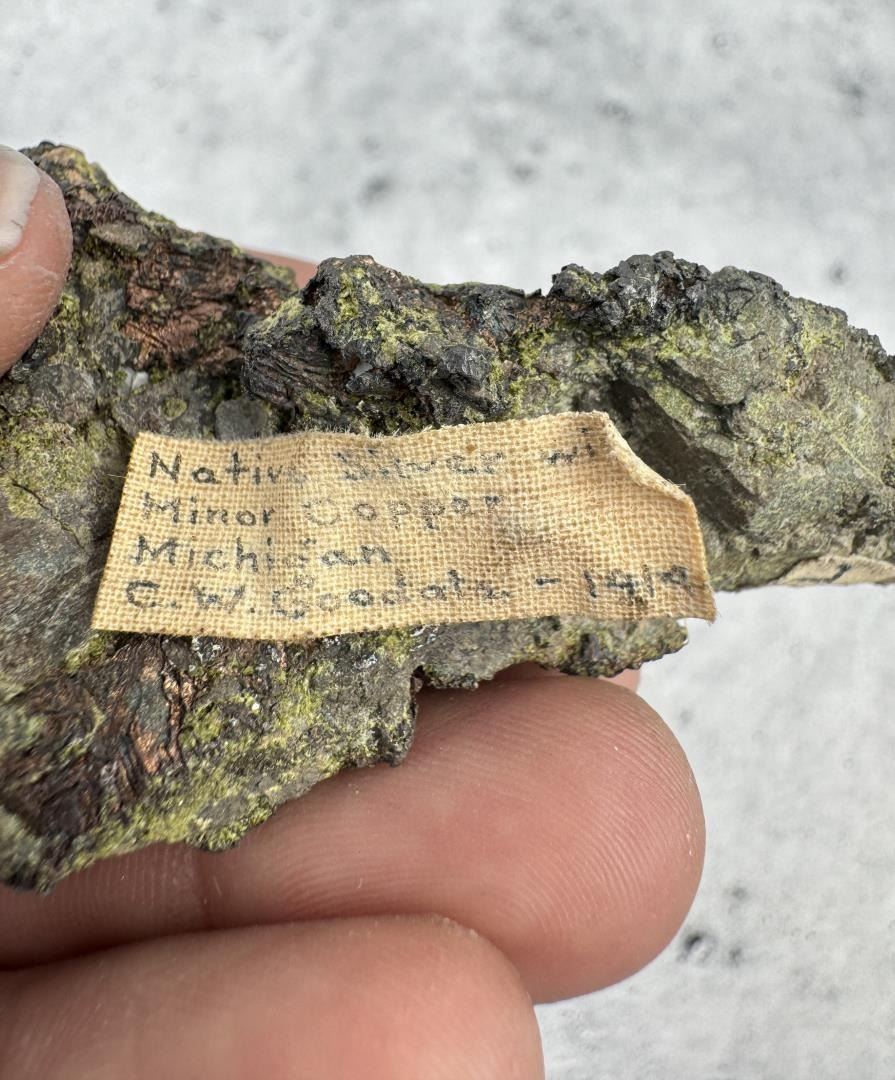 Native Silver w/
Minor Copper
Michigan
C. W. Goodale - 1919